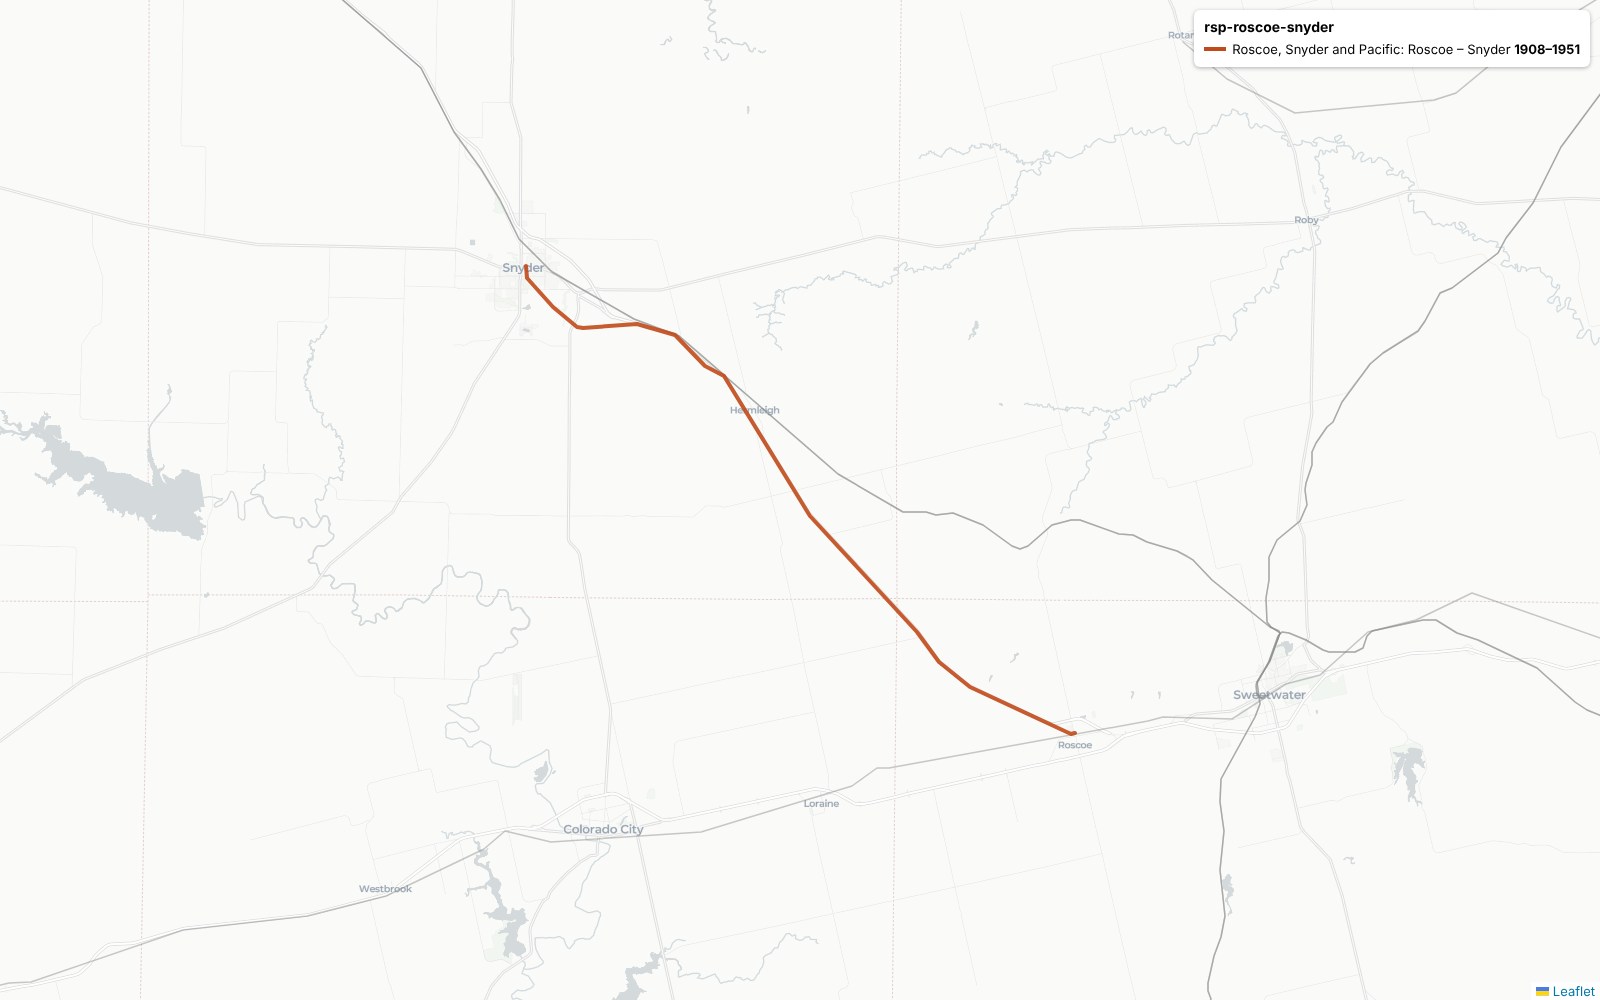 rsp-roscoe-snyder
Roscoe, Snyder and Pacific: Roscoe – Snyder 1908–1951
Roby
Snyder
Hermleigh
Sweetwater
Roscoe
Loraine
Colorado City
Westbrook
Leaflet